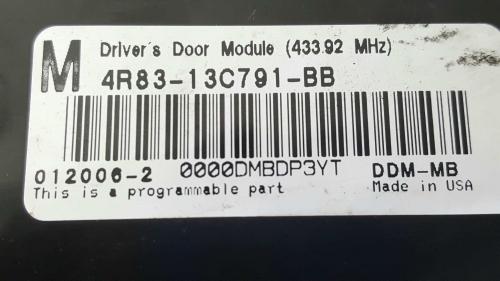 M Driver's Door Module (433.92 MHz)
4R83-13C791-BB
012006-2 0000DMBDP3YT DDM-MB
This is a programmable part Made in USA